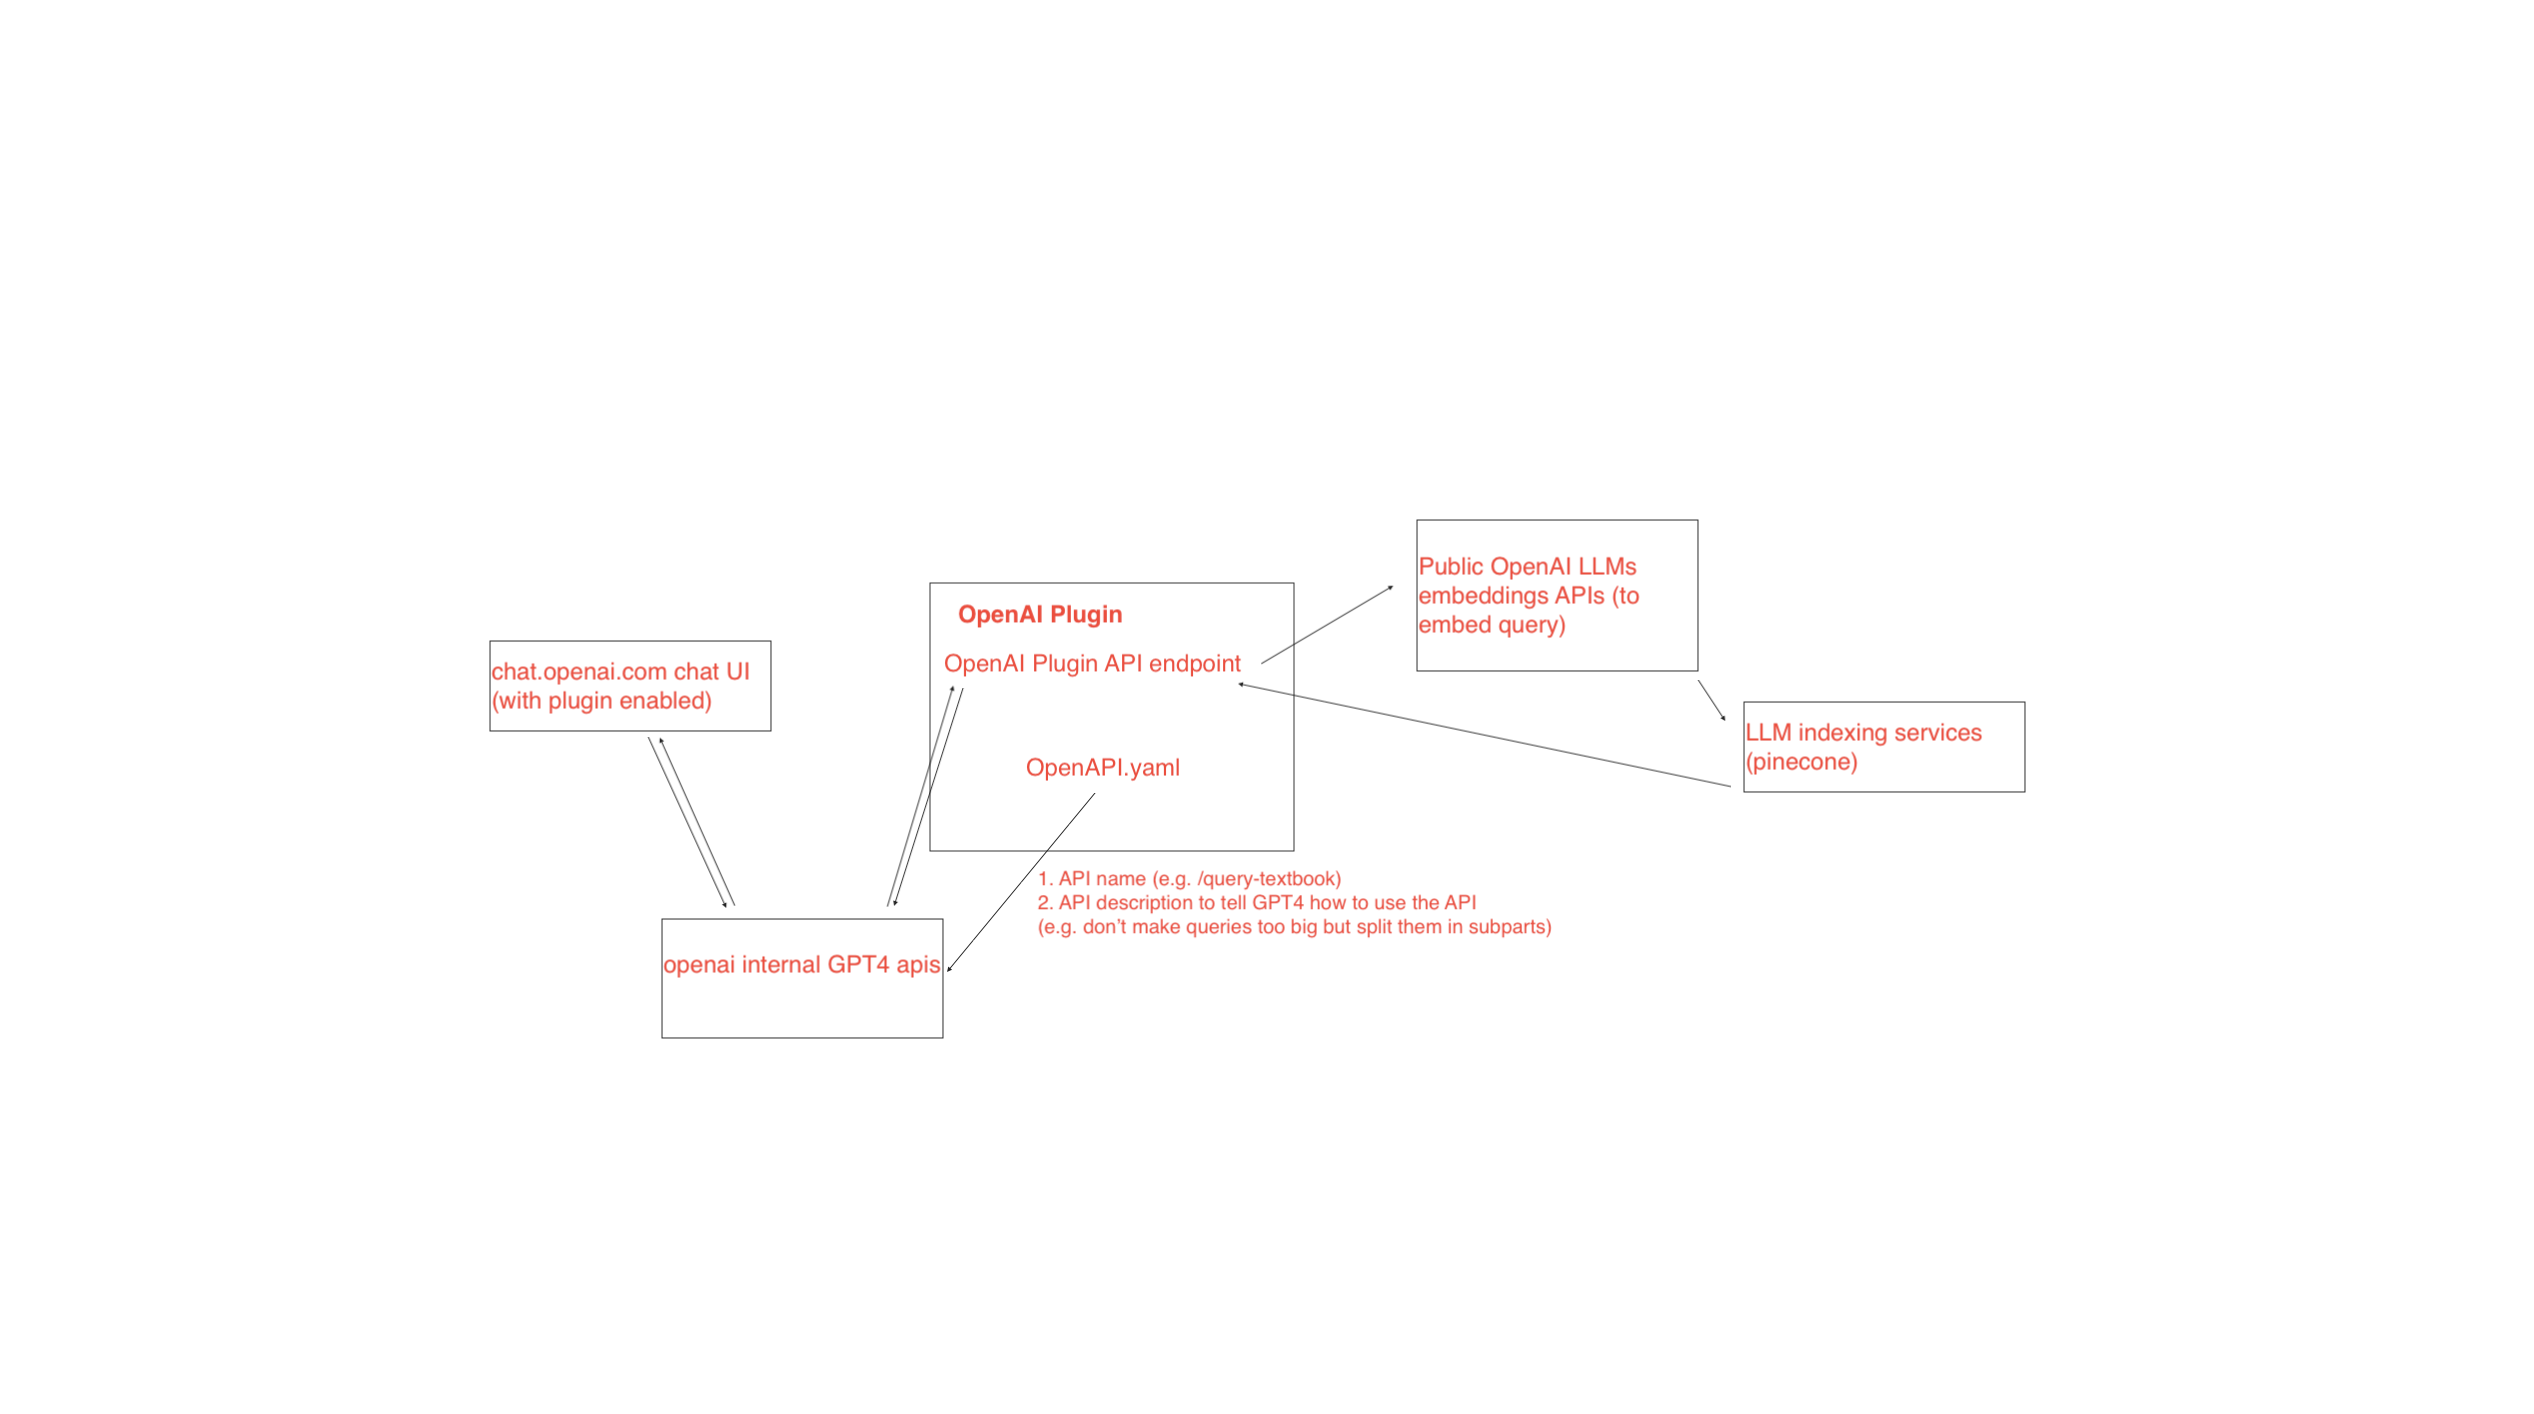 chat.openai.com chat UI
(with plugin enabled)
OpenAI Plugin
OpenAI Plugin API endpoint
OpenAPI.yaml
Public OpenAI LLMs
embeddings APIs (to
embed query)
LLM indexing services
(pinecone)
1. API name (e.g. /query-textbook)
2. API description to tell GPT4 how to use the API
(e.g. don’t make queries too big but split them in subparts)
openai internal GPT4 apis